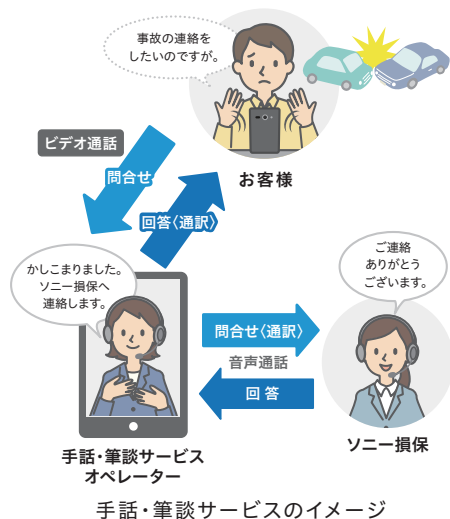 事故の連絡を
したいのですが。
お客様
ビデオ通話
問合せ
回答〈通訳〉
かしこまりました。
ソニー損保へ
連絡します。
ご連絡
ありがとう
ございます。
問合せ〈通訳〉
音声通話
回答
手話・筆談サービス
オペレーター
ソニー損保
手話・筆談サービスのイメージ